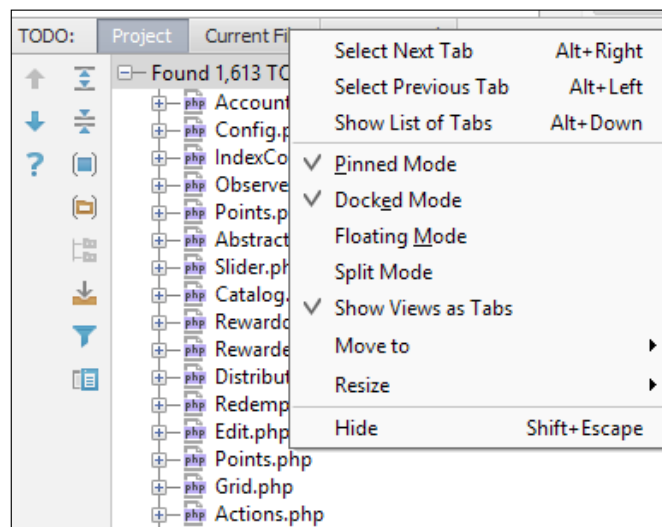 TODO: Project Current Fi
Found 1,613 TO
Account
Config.p
IndexCo
Observe
Points.p
Abstract
Slider.ph
Catalog.
Rewardc
Rewarde
Distribut
Redemp
Edit.php
Points.php
Grid.php
Actions.php
Select Next Tab Alt+Right
Select Previous Tab Alt+Left
Show List of Tabs Alt+Down
Pinned Mode
Docked Mode
Floating Mode
Split Mode
Show Views as Tabs
Move to
Resize
Hide Shift+Escape